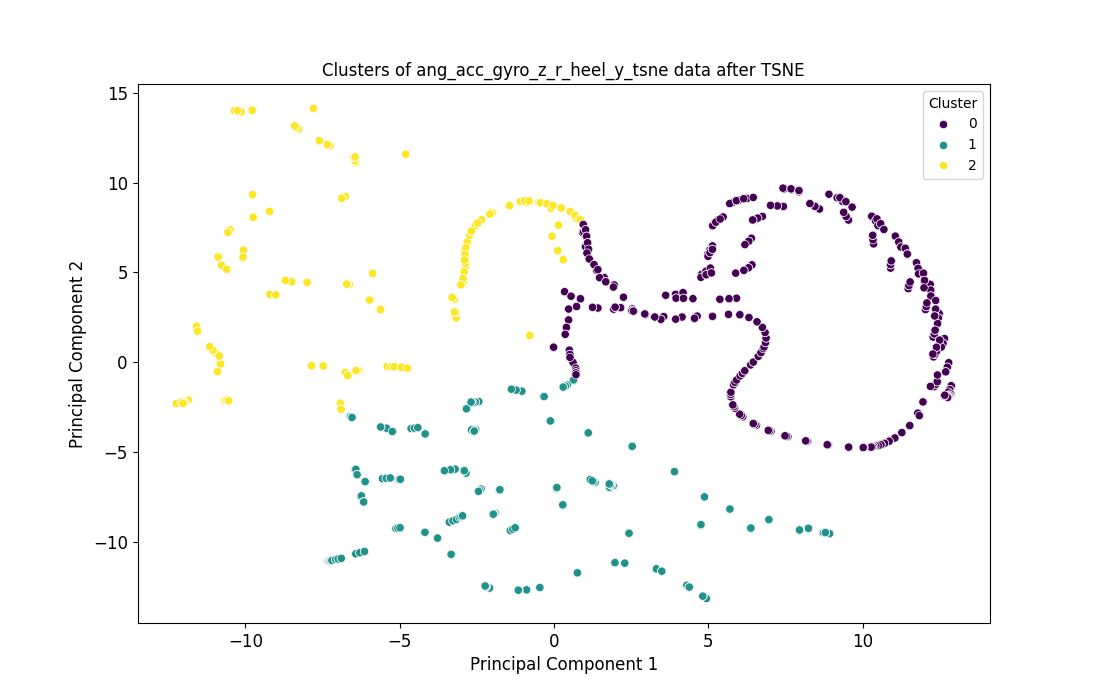 Clusters of ang_acc_gyro_z_r_heel_y_tsne data after TSNE
Cluster
0
1
2
15
10
5
0
−5
−10
Principal Component 2
−10 −5 0 5 10
Principal Component 1